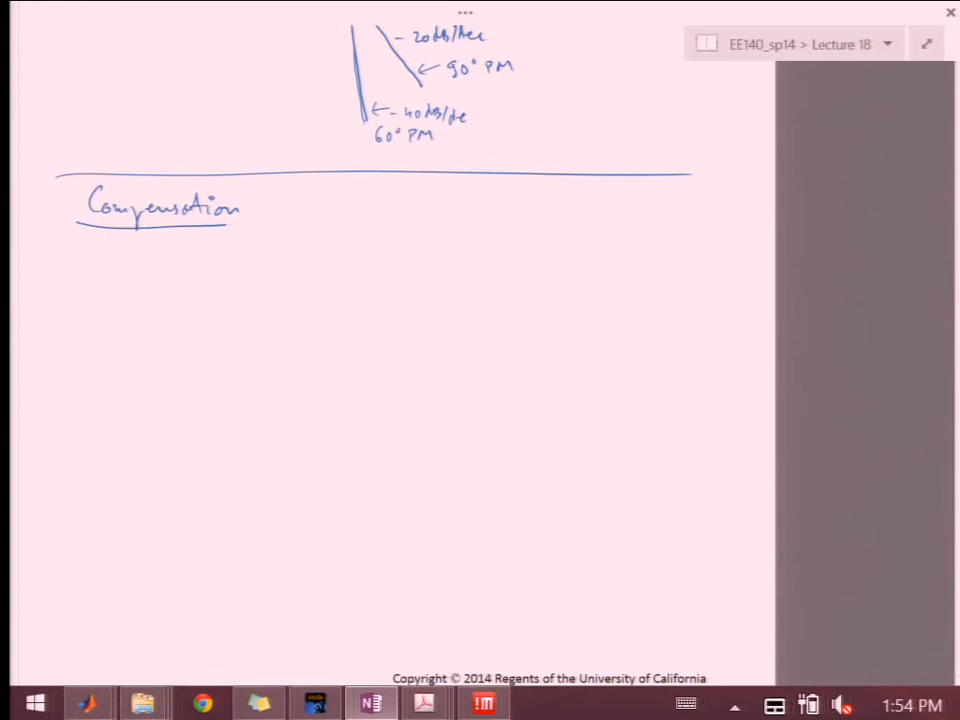 EE140_sp14 > Lecture 18
- 20dB/dec
← 90° PM
← - 40dB/de
60° PM
Compensation
Copyright © 2014 Regents of the University of California
1:54 PM